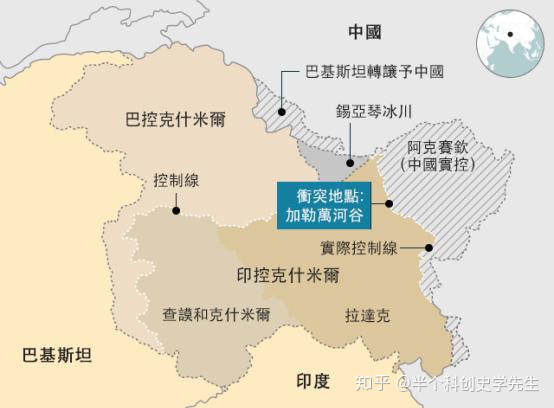 中國
巴基斯坦轉讓予中國
錫亞琴冰川
巴控克什米爾
阿克賽欽
(中國實控)
控制線
衝突地點:
加勒萬河谷
實際控制線
印控克什米爾
查謨和克什米爾
拉達克
巴基斯坦
印度
知乎 @半个科创史学先生